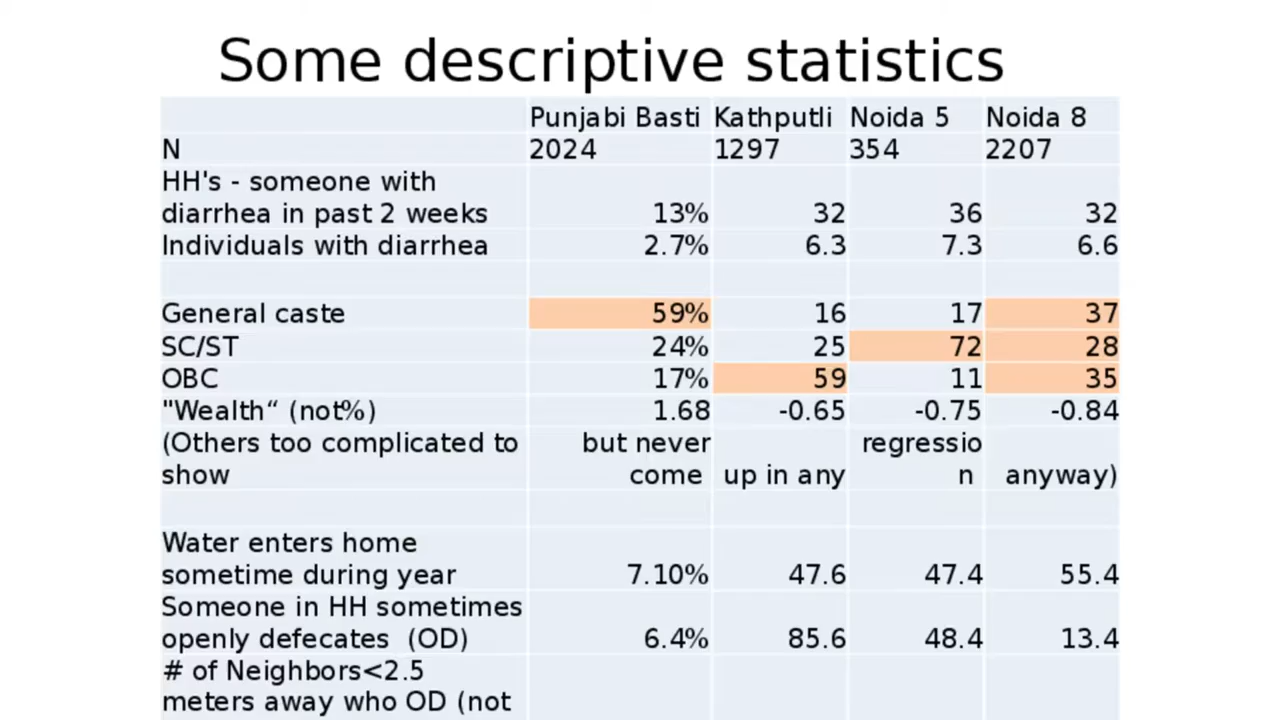 Some descriptive statistics
Punjabi Basti Kathputli Noida 5 Noida 8
N 2024 1297 354 2207
HH's - someone with
diarrhea in past 2 weeks 13% 32 36 32
Individuals with diarrhea 2.7% 6.3 7.3 6.6
General caste 59% 16 17 37
SC/ST 24% 25 72 28
OBC 17% 59 11 35
"Wealth“ (not%) 1.68 -0.65 -0.75 -0.84
(Others too complicated to but never regressio
show come up in any n anyway)
Water enters home
sometime during year 7.10% 47.6 47.4 55.4
Someone in HH sometimes
openly defecates (OD) 6.4% 85.6 48.4 13.4
# of Neighbors<2.5
meters away who OD (not